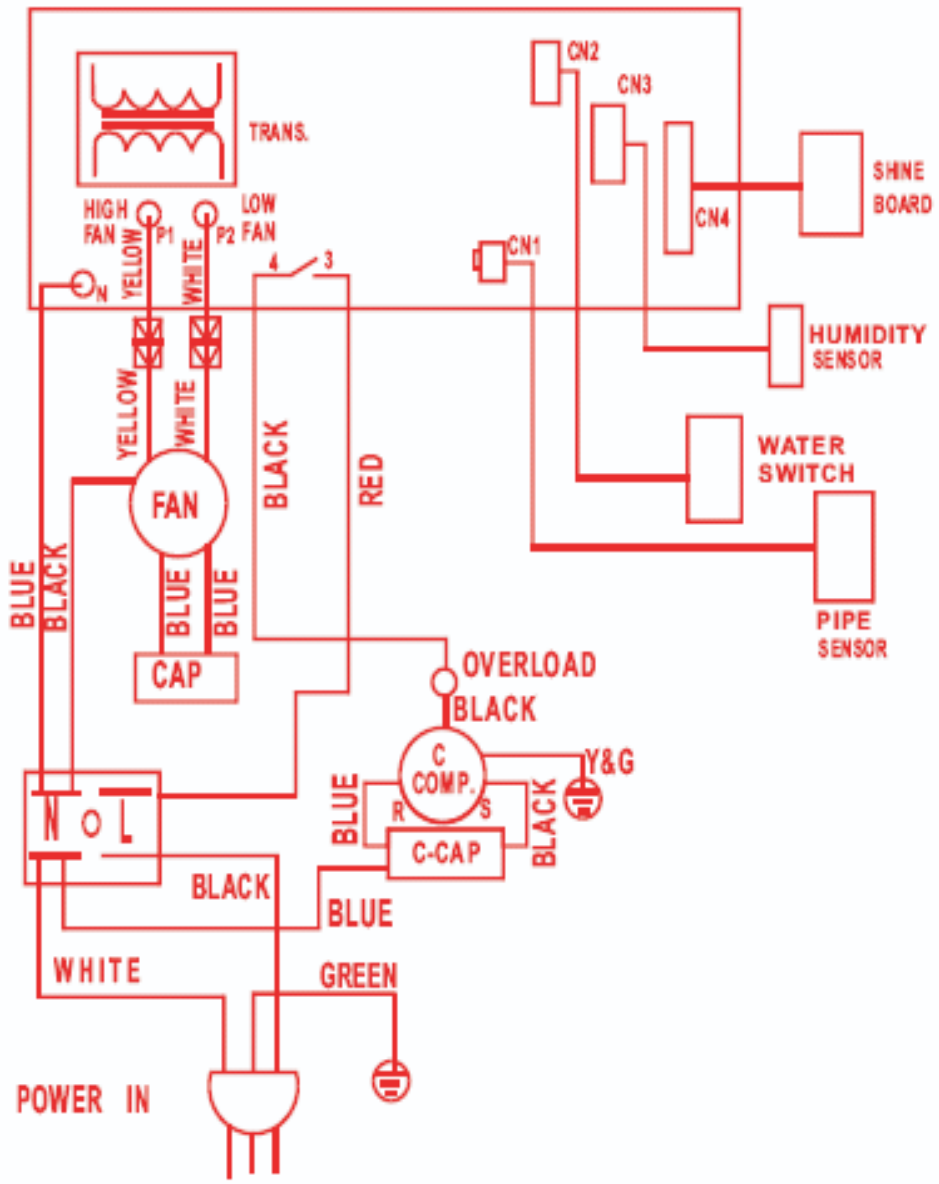 CN2
CN3
TRANS.
SHINE
BOARD
HIGH
FAN
P1
LOW
FAN
P2
CN4
YELLOW
WHITE
4
3
CN1
N
HUMIDITY
SENSOR
YELLOW
WHITE
BLACK
RED
WATER
SWITCH
FAN
BLUE
BLACK
BLUE
BLUE
PIPE
SENSOR
CAP
OVERLOAD
BLACK
C
COMP.
R
S
Y&G
BLUE
BLACK
N
L
C-CAP
BLACK
BLUE
WHITE
GREEN
POWER IN